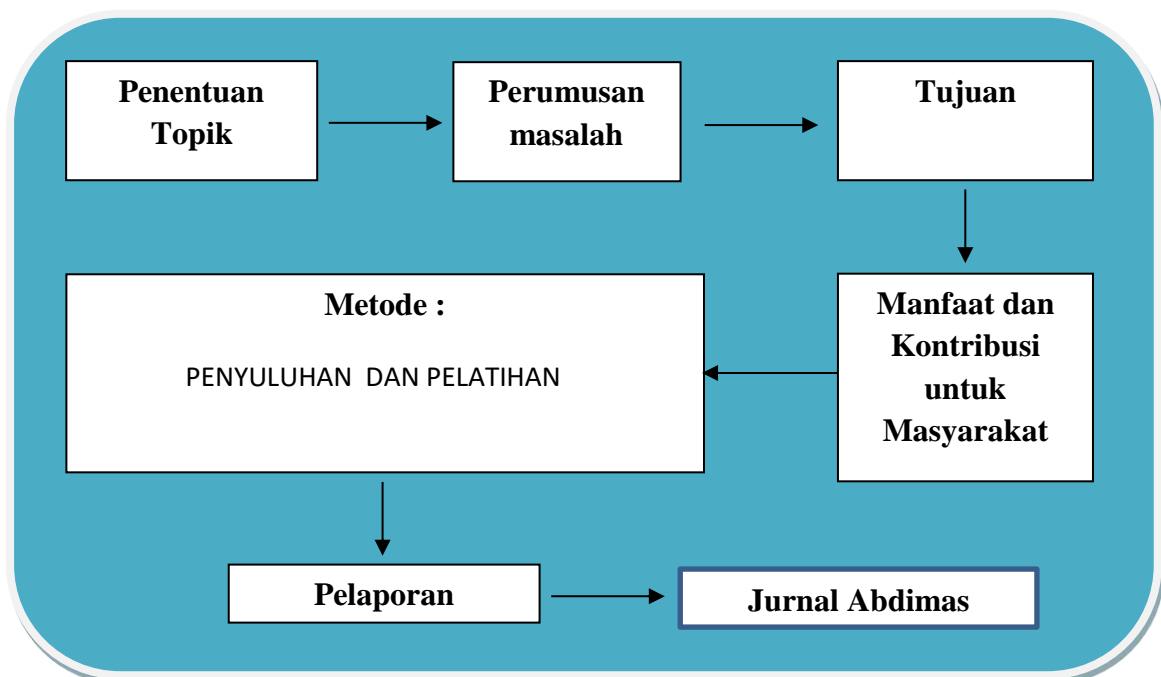 Penentuan
Topik
Perumusan
masalah
Tujuan
Manfaat dan
Kontribusi
untuk
Masyarakat
Metode :
PENYULUHAN  DAN PELATIHAN
Pelaporan
Jurnal Abdimas